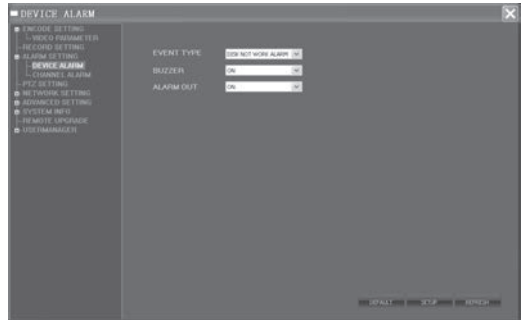 DEVICE ALARM
ENCODE SETTING
VIDEO PARAMETER
RECORD SETTING
ALARM SETTING
DEVICE ALARM
CHANNEL ALARM
PTZ SETTING
NETWORK SETTING
ADVANCED SETTING
SYSTEM INFO
REMOTE UPGRADE
USERMANAGER
EVENT TYPE DISK NOT WORK ALARM
BUZZER ON
ALARM OUT ON
DEFAULT SETUP REFRESH